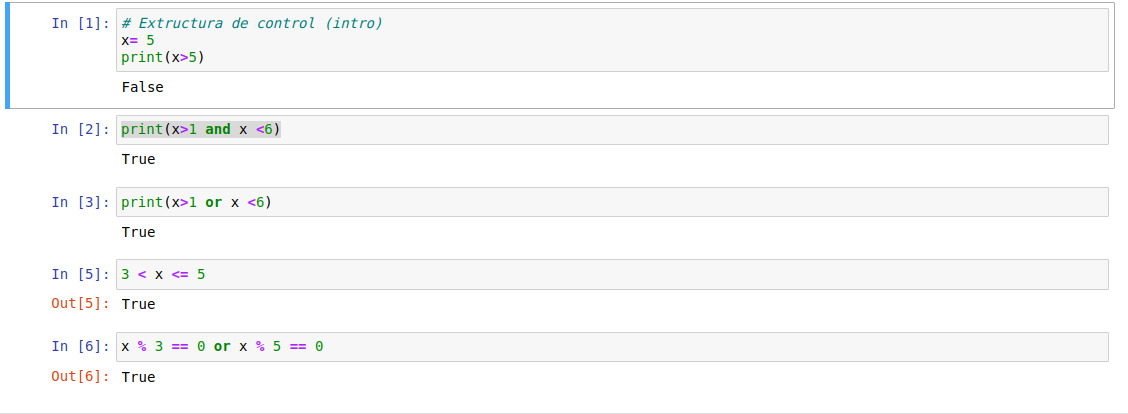 In [1]: # Extructura de control (intro)
x= 5
print(x>5)
False
In [2]: print(x>1 and x <6)
True
In [3]: print(x>1 or x <6)
True
In [5]: 3 < x <= 5
Out[5]: True
In [6]: x % 3 == 0 or x % 5 == 0
Out[6]: True